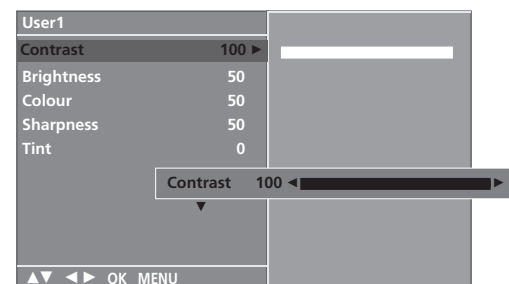 User1
Contrast 100 ►
Brightness 50
Colour 50
Sharpness 50
Tint 0
Contrast 100 ◄ ►
▼
▲▼ ◄► OK MENU